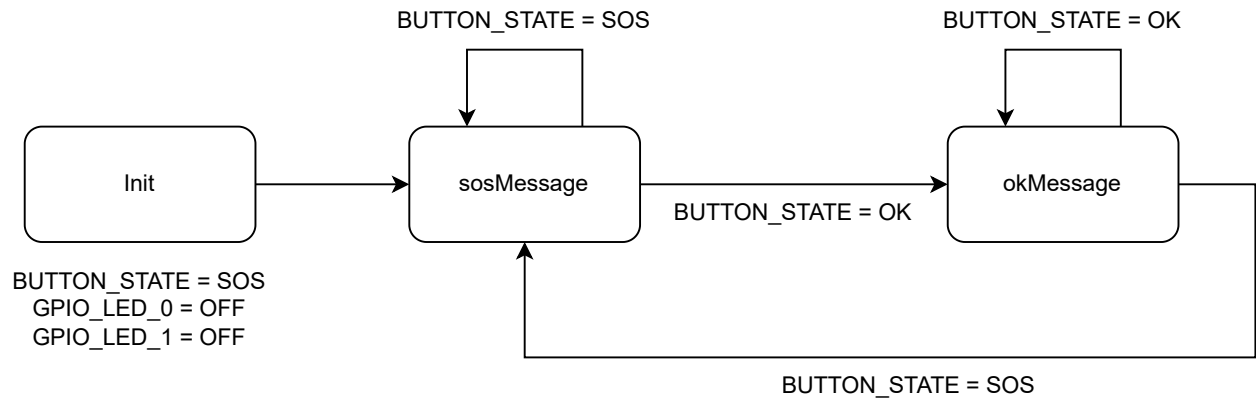 BUTTON_STATE = SOS
BUTTON_STATE = OK
Init
sosMessage
okMessage
BUTTON_STATE = OK
BUTTON_STATE = SOS
GPIO_LED_0 = OFF
GPIO_LED_1 = OFF
BUTTON_STATE = SOS